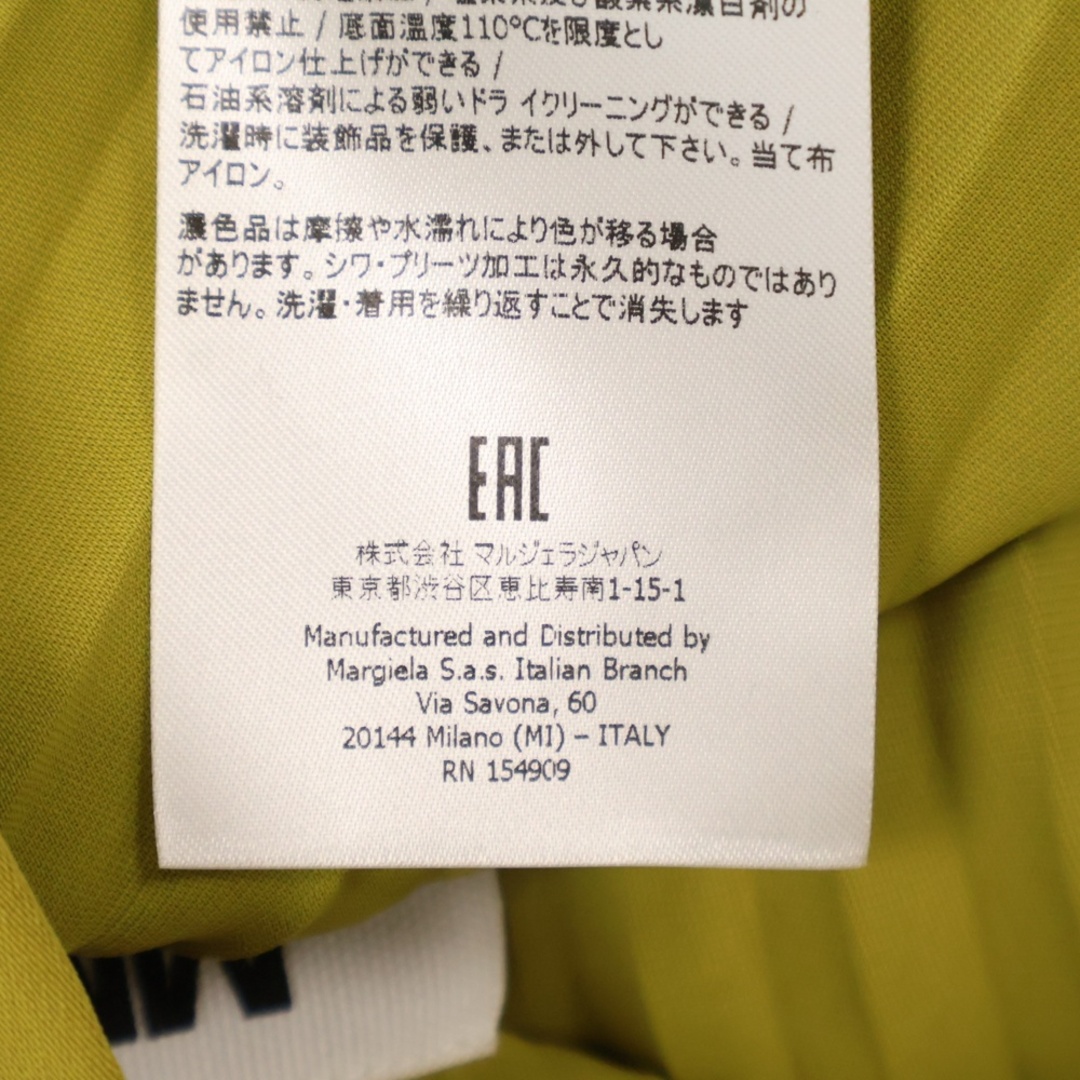 酸素系漂白剤の
使用禁止 / 底面温度110℃を限度とし
てアイロン仕上げができる /
石油系溶剤による弱いドラ イクリーニングができる /
洗濯時に装飾品を保護、または外して下さい。当て布
アイロン。
濃色品は摩擦や水濡れにより色が移る場合
があります。シワ・プリーツ加工は永久的なものではあり
ません。洗濯・着用を繰り返すことで消失します
EAC
株式会社 マルジェラジャパン
東京都渋谷区恵比寿南1-15-1
Manufactured and Distributed by
Margiela S.a.s. Italian Branch
Via Savona, 60
20144 Milano (MI) – ITALY
RN 154909